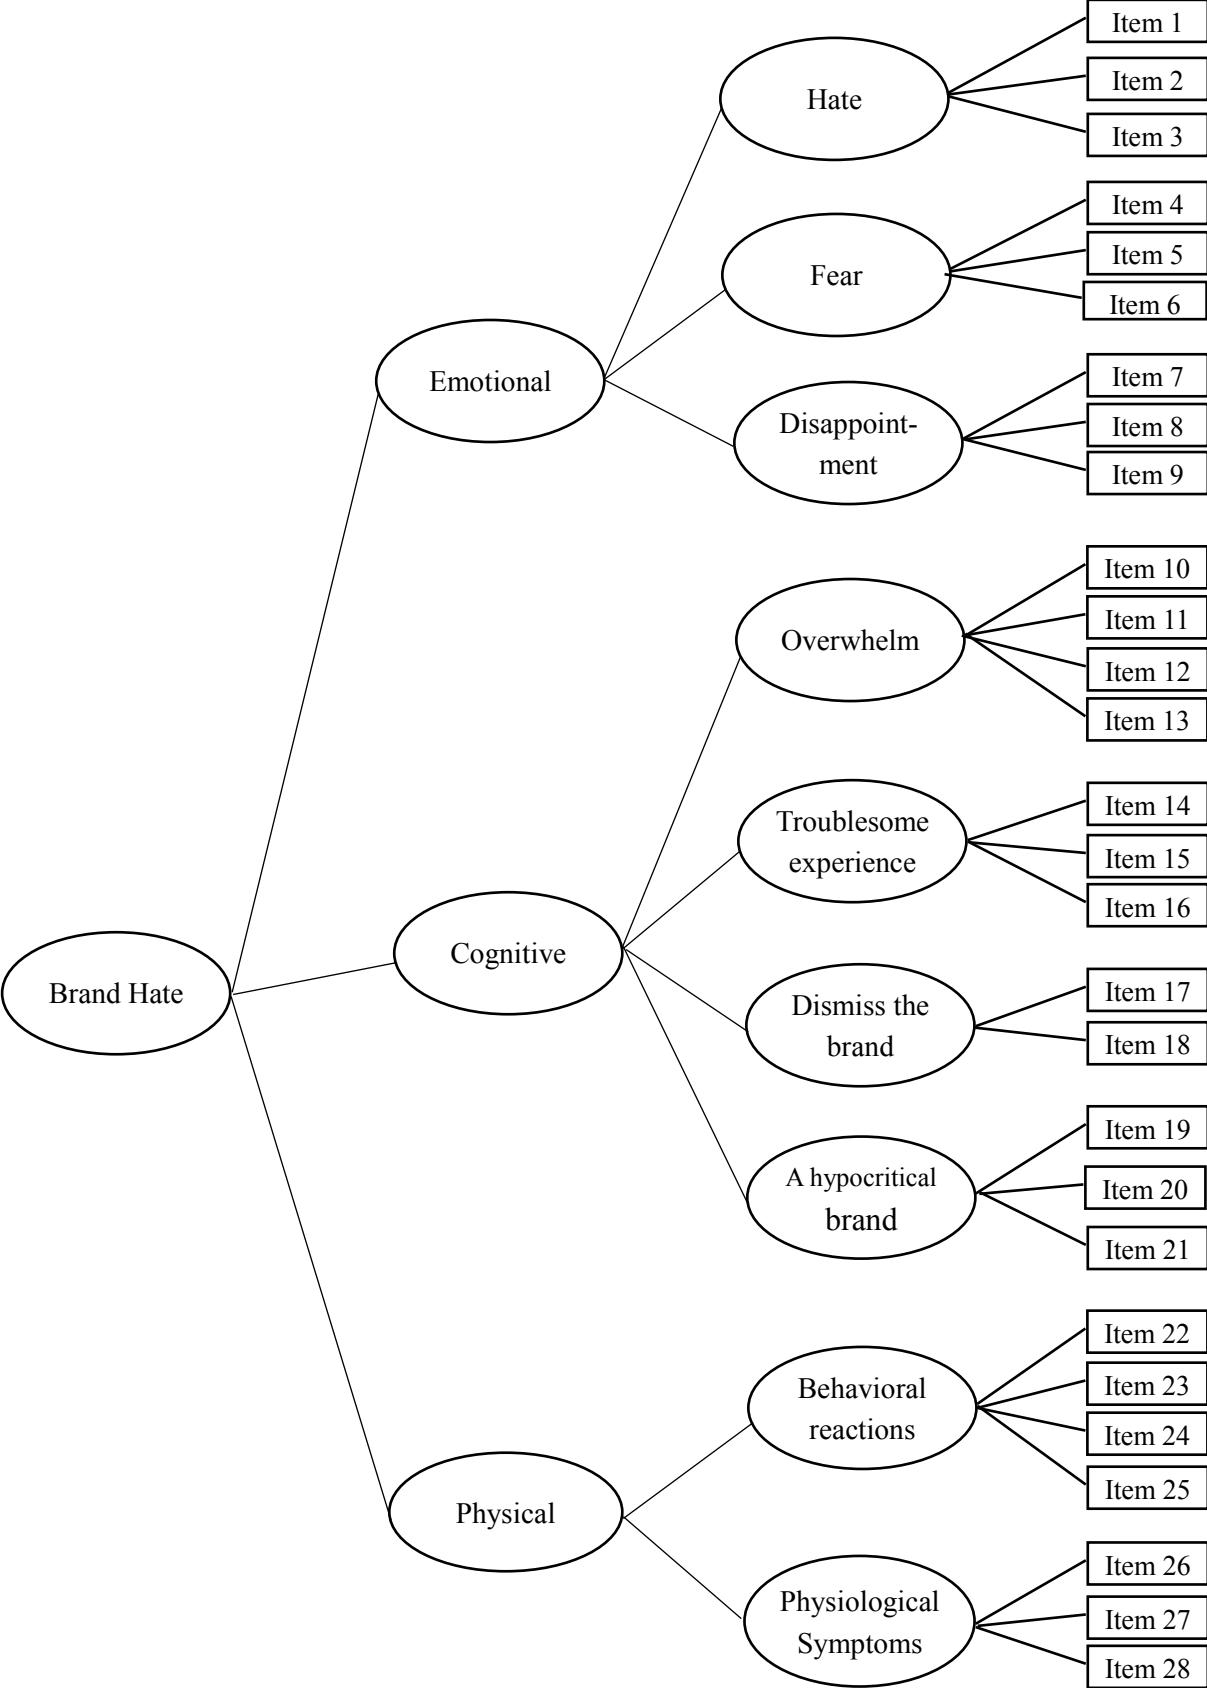 Brand Hate
Emotional
Hate
Item 1
Item 2
Item 3
Fear
Item 4
Item 5
Item 6
Disappoint-
ment
Item 7
Item 8
Item 9
Cognitive
Overwhelm
Item 10
Item 11
Item 12
Item 13
Troublesome
experience
Item 14
Item 15
Item 16
Dismiss the
brand
Item 17
Item 18
A hypocritical
brand
Item 19
Item 20
Item 21
Physical
Behavioral
reactions
Item 22
Item 23
Item 24
Item 25
Physiological
Symptoms
Item 26
Item 27
Item 28